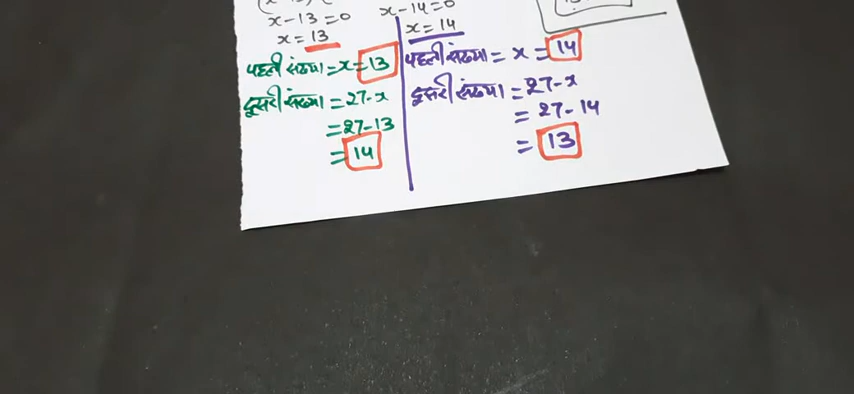 x-13=0
x=13
पहली संख्या=x=13
दूसरी संख्या=27-x
=27-13
=14
x-14=0
x=14
पहली संख्या= x=14
दूसरी संख्या=27-x
=27-14
=13